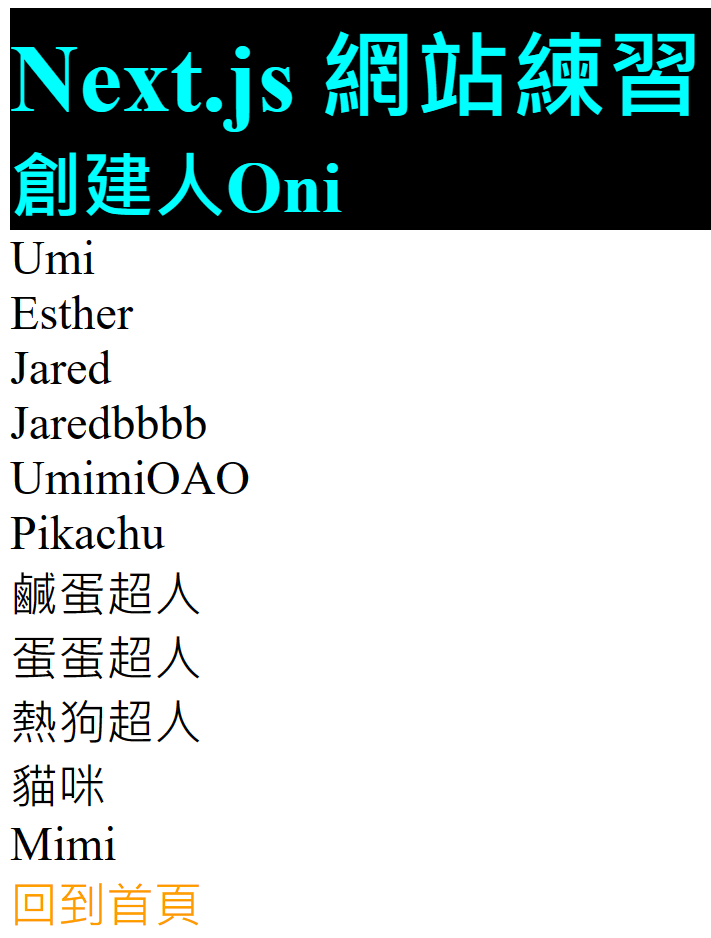 Next.js 網站練習
創建人Oni
Umi
Esther
Jared
Jaredbbbb
UmimiOAO
Pikachu
鹹蛋超人
蛋蛋超人
熱狗超人
貓咪
Mimi
回到首頁